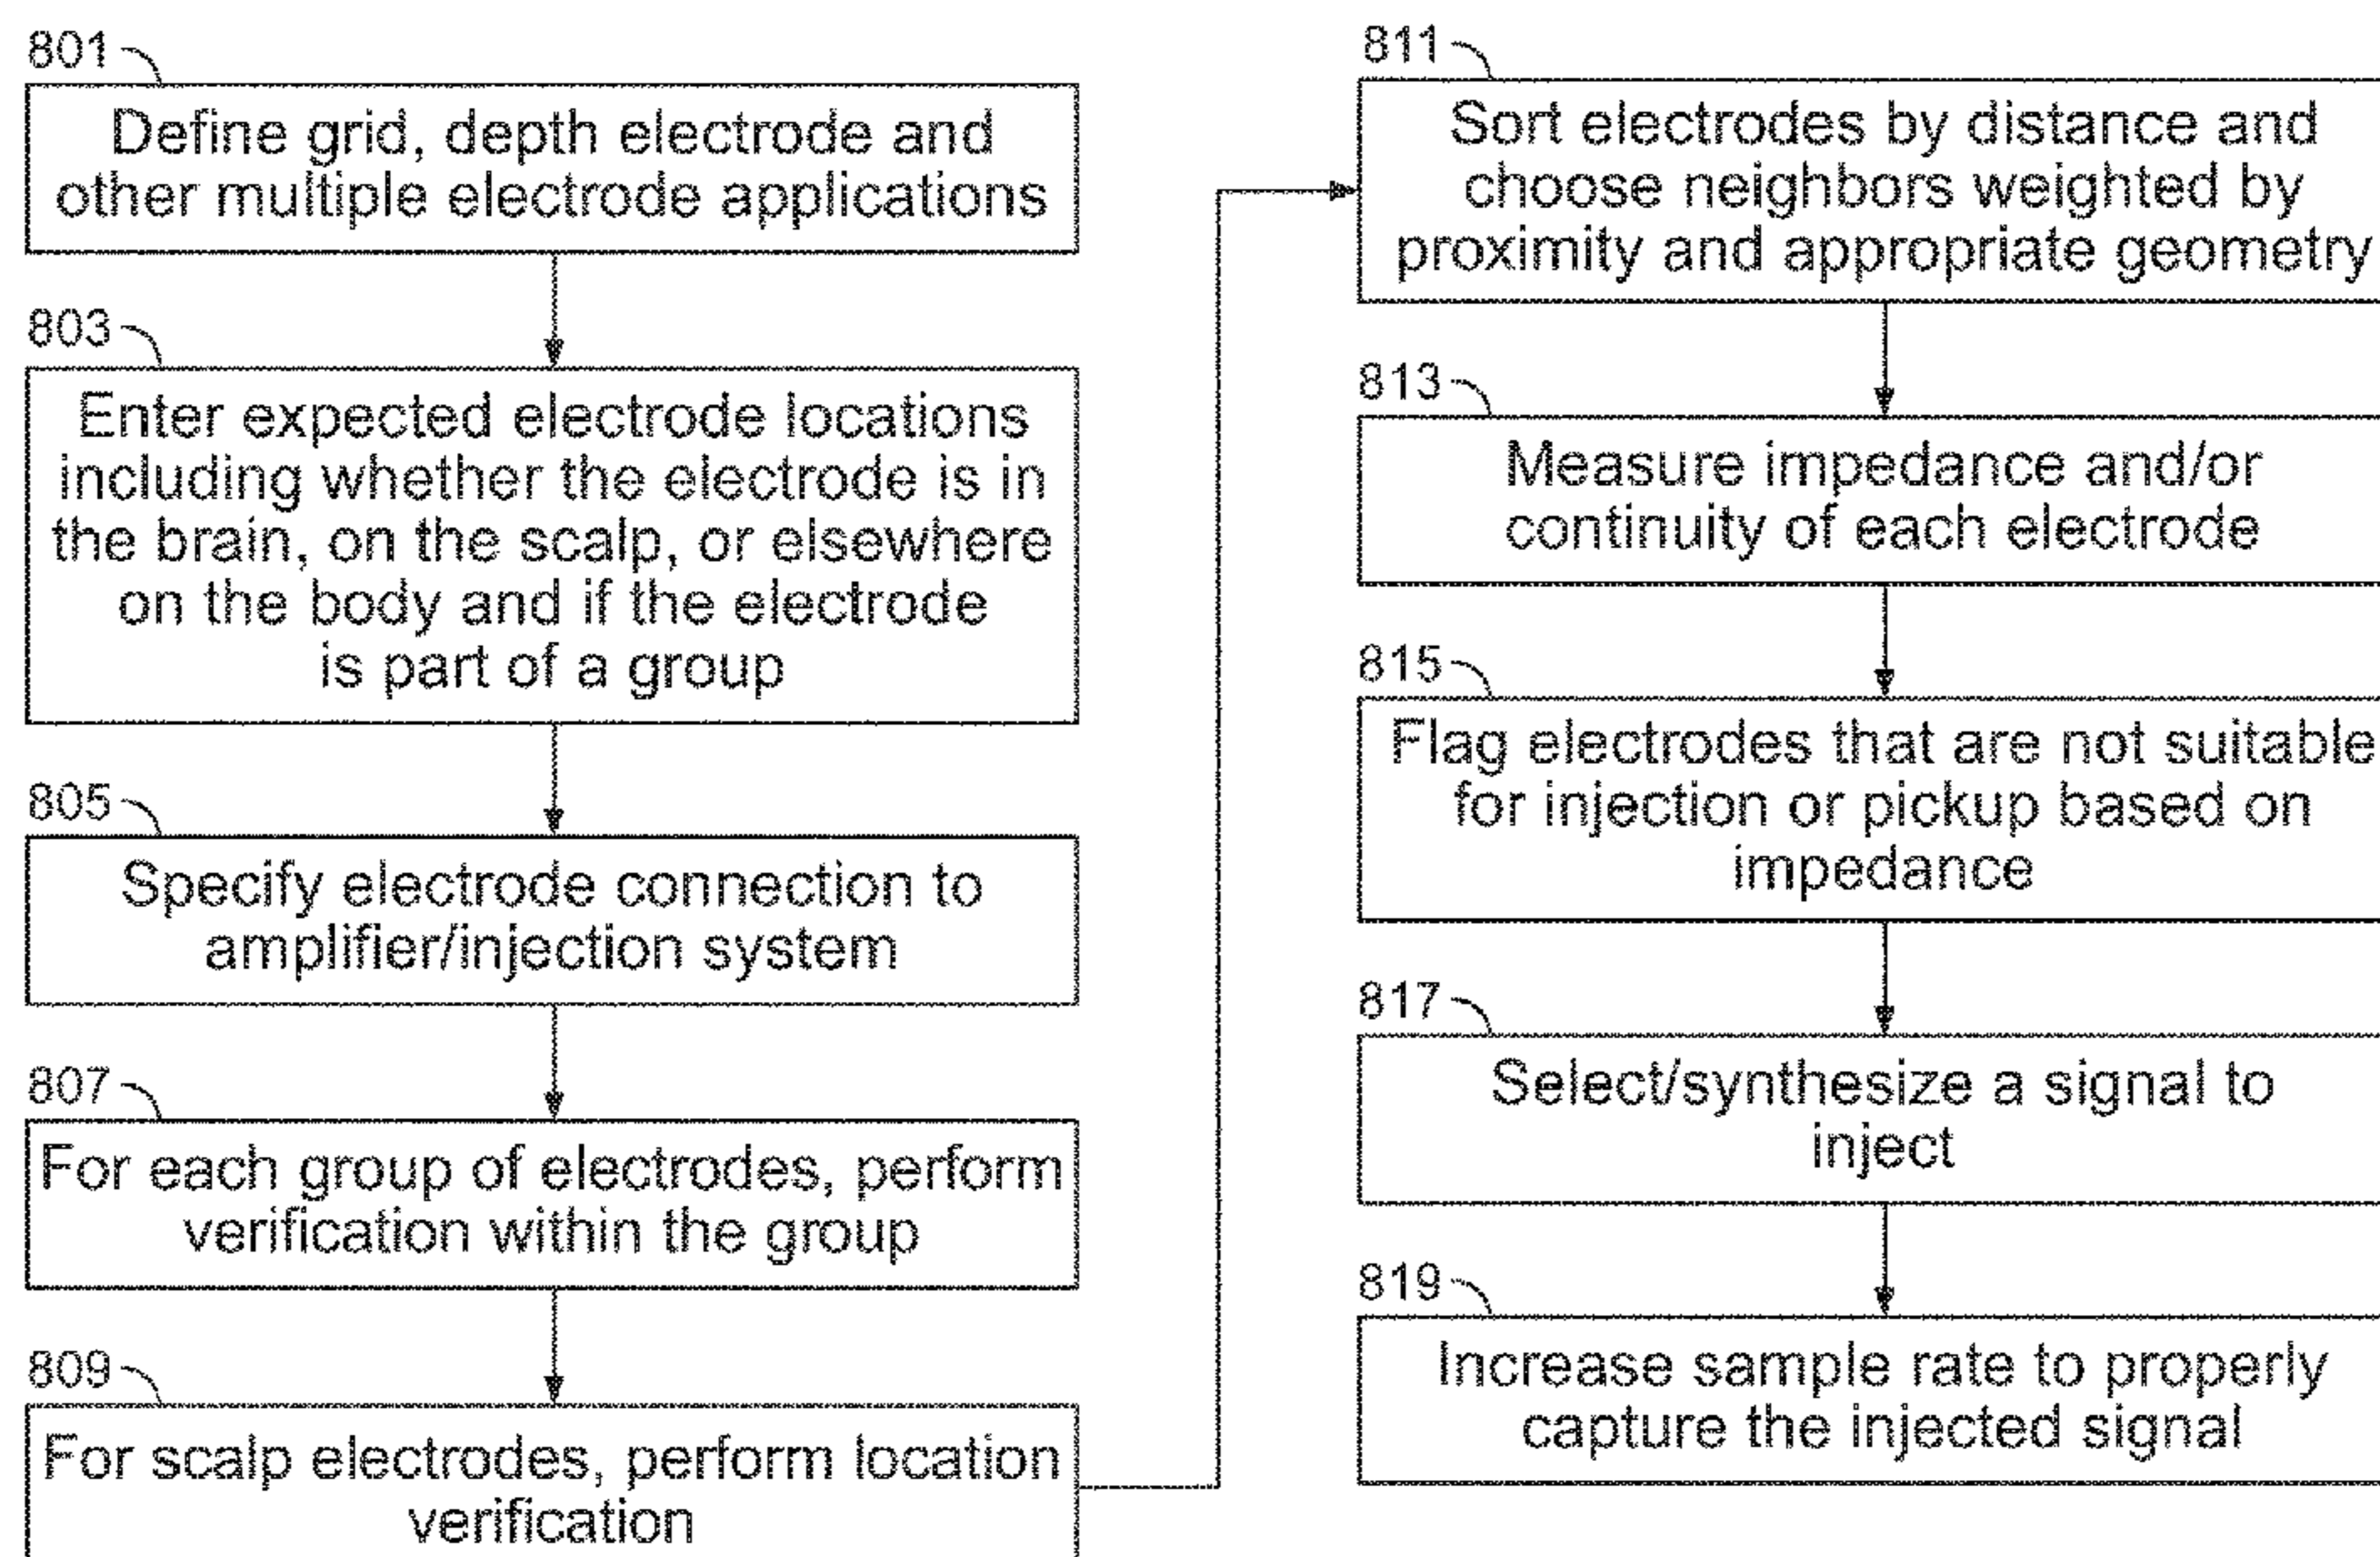 801
Define grid, depth electrode and
other multiple electrode applications
803
Enter expected electrode locations
including whether the electrode is in
the brain, on the scalp, or elsewhere
on the body and if the electrode
is part of a group
805
Specify electrode connection to
amplifier/injection system
807
For each group of electrodes, perform
verification within the group
809
For scalp electrodes, perform location
verification
811
Sort electrodes by distance and
choose neighbors weighted by
proximity and appropriate geometry
813
Measure impedance and/or
continuity of each electrode
815
Flag electrodes that are not suitable
for injection or pickup based on
impedance
817
Select/synthesize a signal to
inject
819
Increase sample rate to properly
capture the injected signal